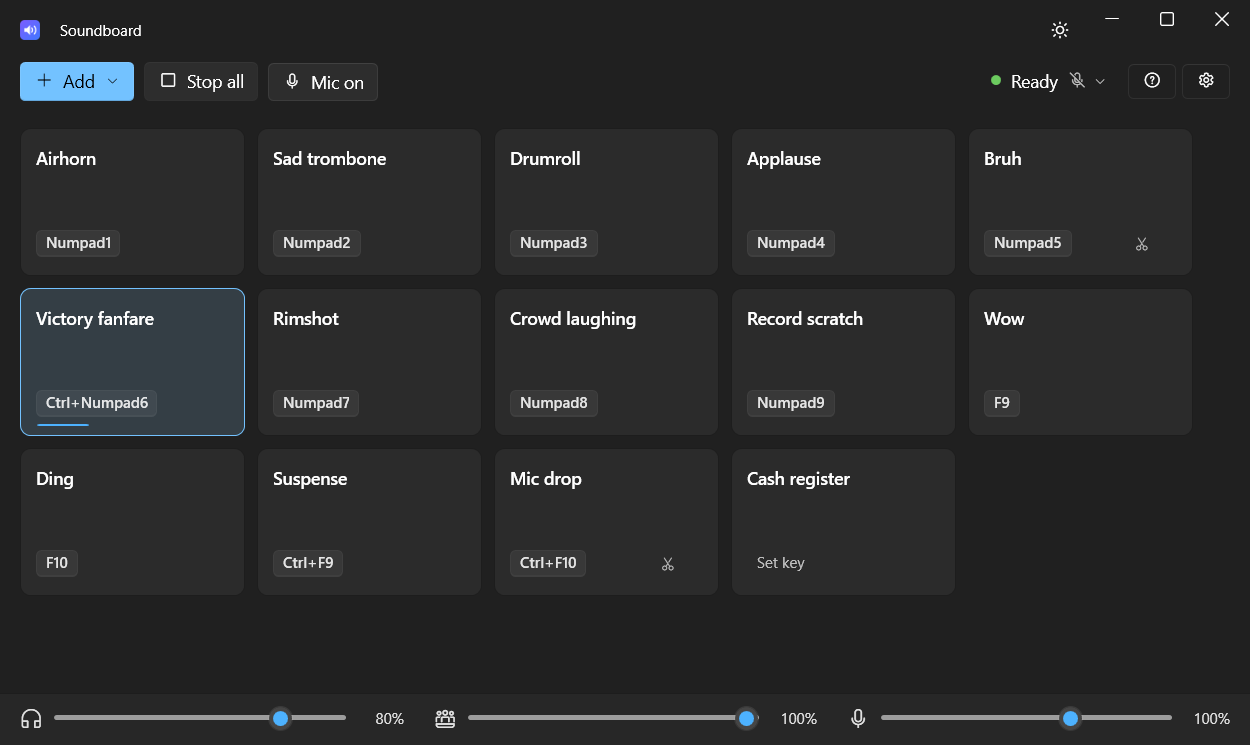 Soundboard
Add
Stop all
Mic on
Ready
Airhorn
Sad trombone
Drumroll
Applause
Bruh
Numpad1
Numpad2
Numpad3
Numpad4
Numpad5
Victory fanfare
Rimshot
Crowd laughing
Record scratch
Wow
Ctrl+Numpad6
Numpad7
Numpad8
Numpad9
F9
Ding
Suspense
Mic drop
Cash register
F10
Ctrl+F9
Ctrl+F10
Set key
80%
100%
100%